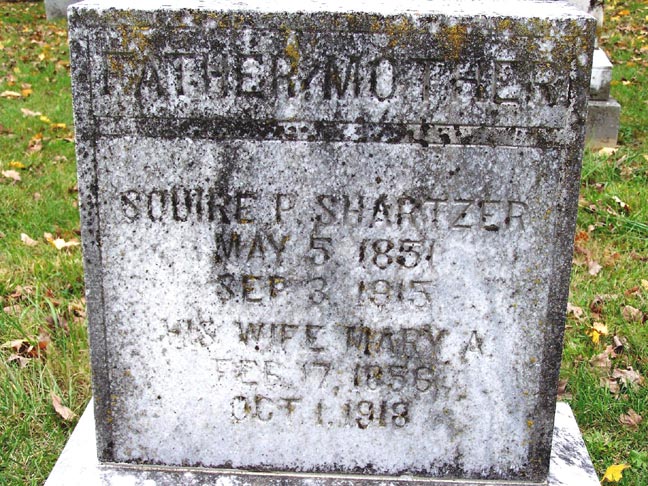 FATHER MOTHER
SQUIRE P. SHARTZER
MAY 5, 1851
SEP. 3, 1915
HIS WIFE MARY A.
FEB. 17, 1856
OCT. 1, 1918